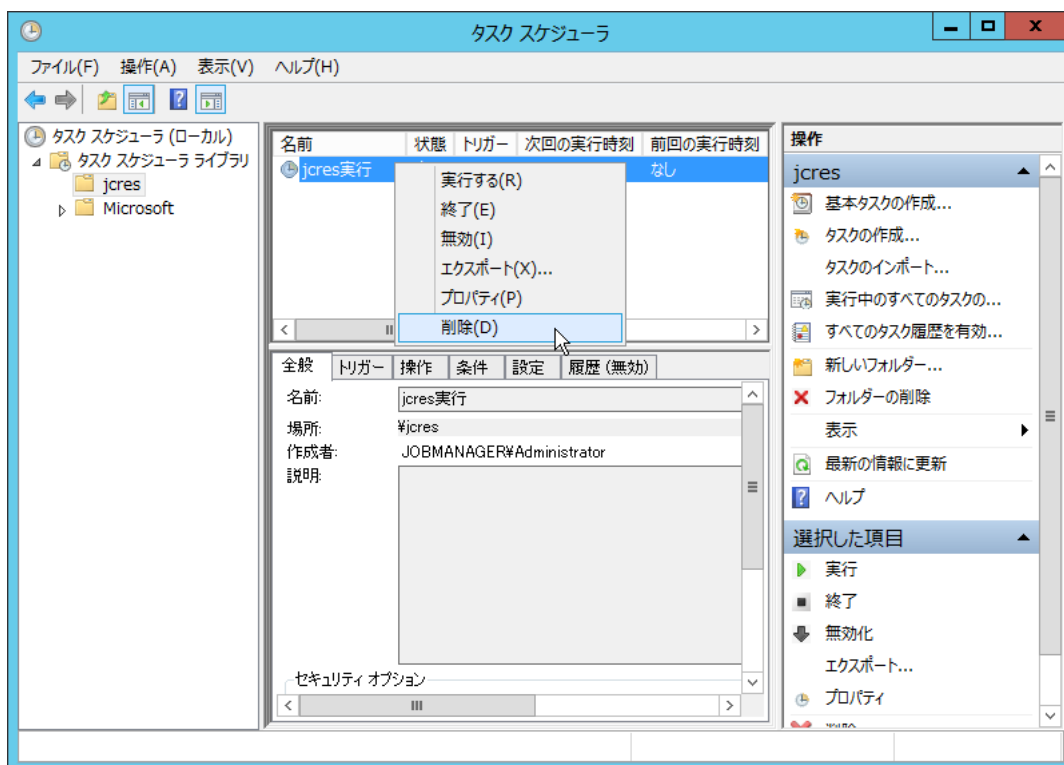 タスク スケジューラ
ファイル(F) 操作(A) 表示(V) ヘルプ(H)
タスク スケジューラ (ローカル)
タスク スケジューラ ライブラリ
jcres
Microsoft
名前 状態 トリガー 次回の実行時刻 前回の実行時刻
jcres実行 なし
実行する(R)
終了(E)
無効(I)
エクスポート(X)...
プロパティ(P)
削除(D)
全般 トリガー 操作 条件 設定 履歴 (無効)
名前: jcres実行
場所: ¥jcres
作成者: JOBMANAGER¥Administrator
説明:
セキュリティ オプション
操作
jcres
基本タスクの作成...
タスクの作成...
タスクのインポート...
実行中のすべてのタスクの...
すべてのタスク履歴を有効...
新しいフォルダー...
フォルダーの削除
表示
最新の情報に更新
ヘルプ
選択した項目
実行
終了
無効化
エクスポート...
プロパティ